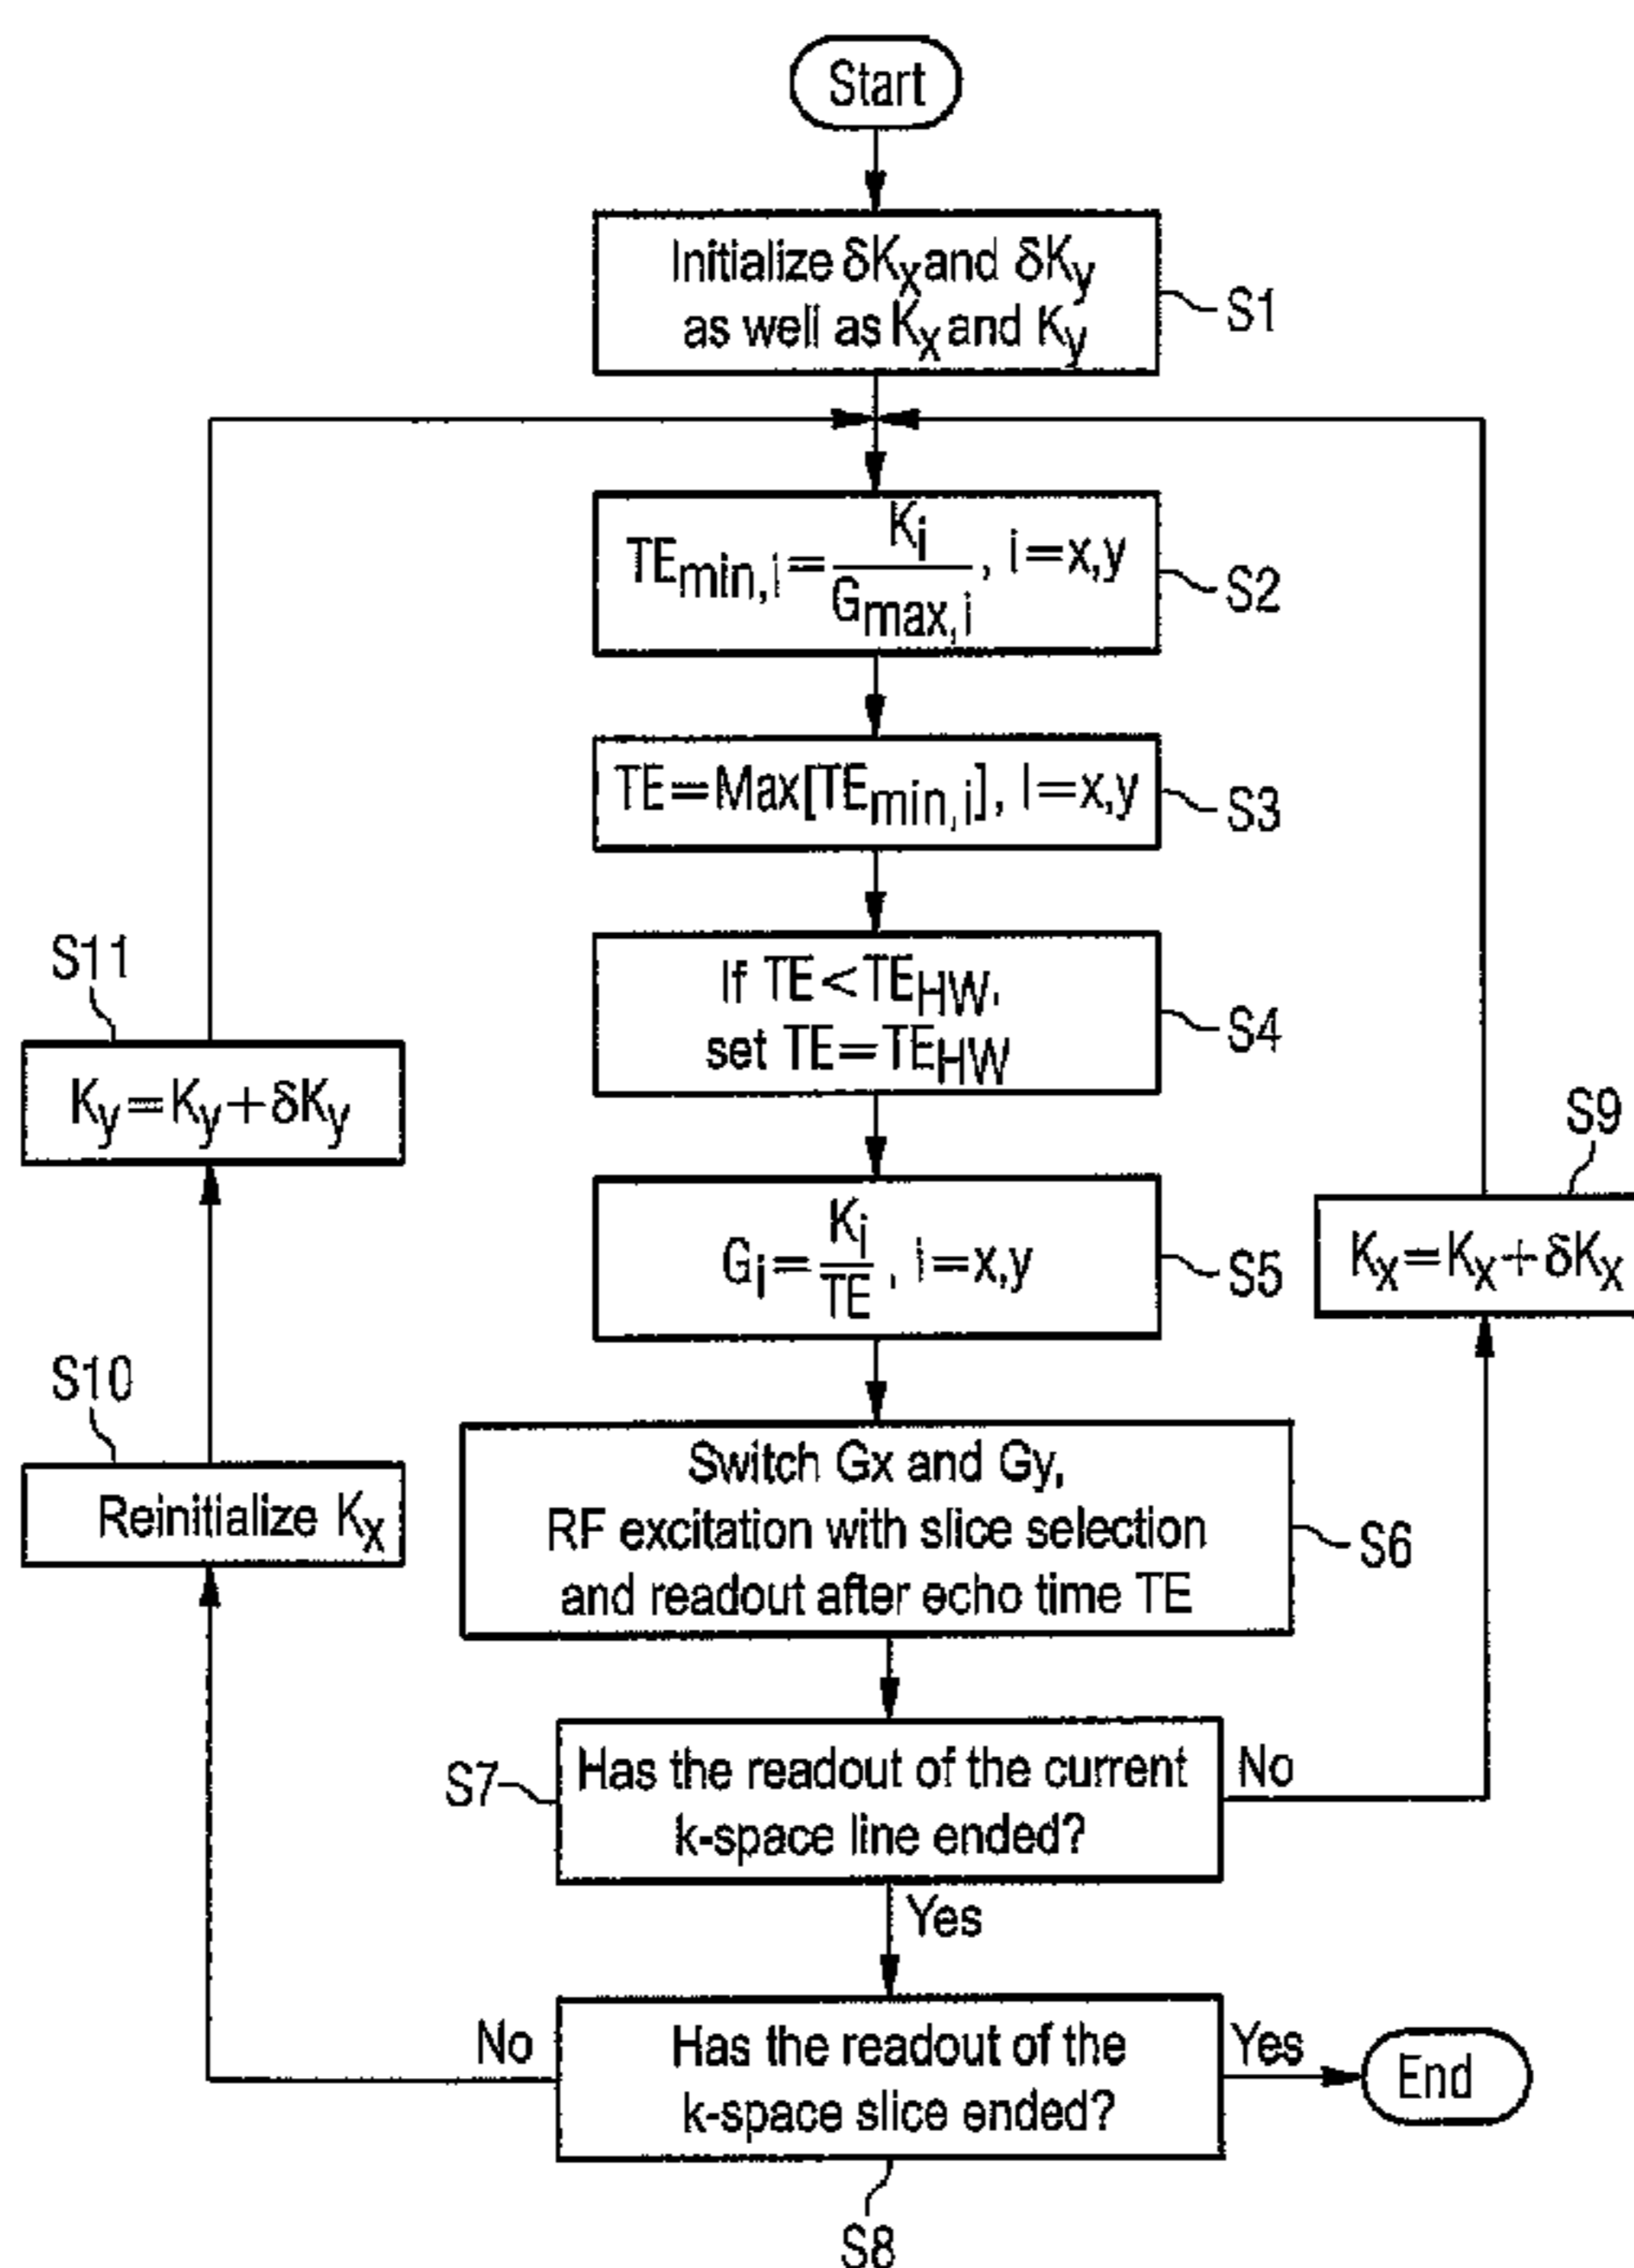 Start
Initialize δKx and δKy
as well as Kx and Ky
S1
TEmin,i = Ki / Gmax,i , i=x,y
S2
TE=Max[TEmin,i], I=x,y
S3
If TE<TEHW,
set TE=TEHW
S4
Gi = Ki / TE , i=x,y
S5
Switch Gx and Gy,
RF excitation with slice selection
and readout after echo time TE
S6
S7
Has the readout of the current
k-space line ended?
No
Yes
S9
Kx=Kx+δKx
No
Has the readout of the
k-space slice ended?
Yes
End
S8
S10
Reinitialize Kx
S11
Ky=Ky+δKy